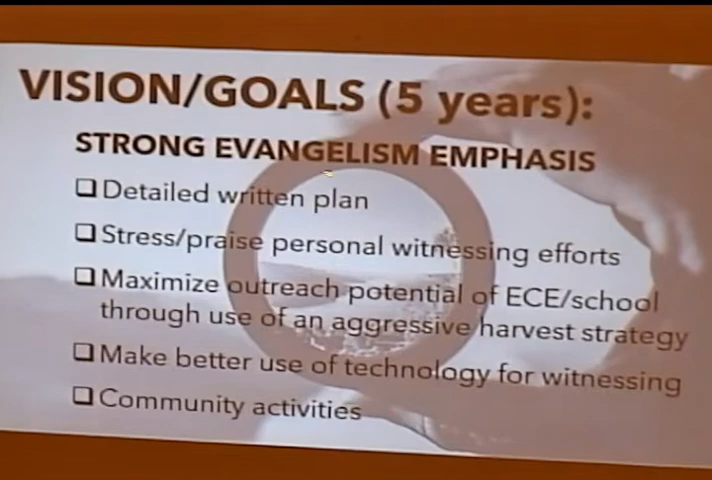 VISION/GOALS (5 years):
STRONG EVANGELISM EMPHASIS
❑ Detailed written plan
❑ Stress/praise personal witnessing efforts
❑ Maximize outreach potential of ECE/school
through use of an aggressive harvest strategy
❑ Make better use of technology for witnessing
❑ Community activities